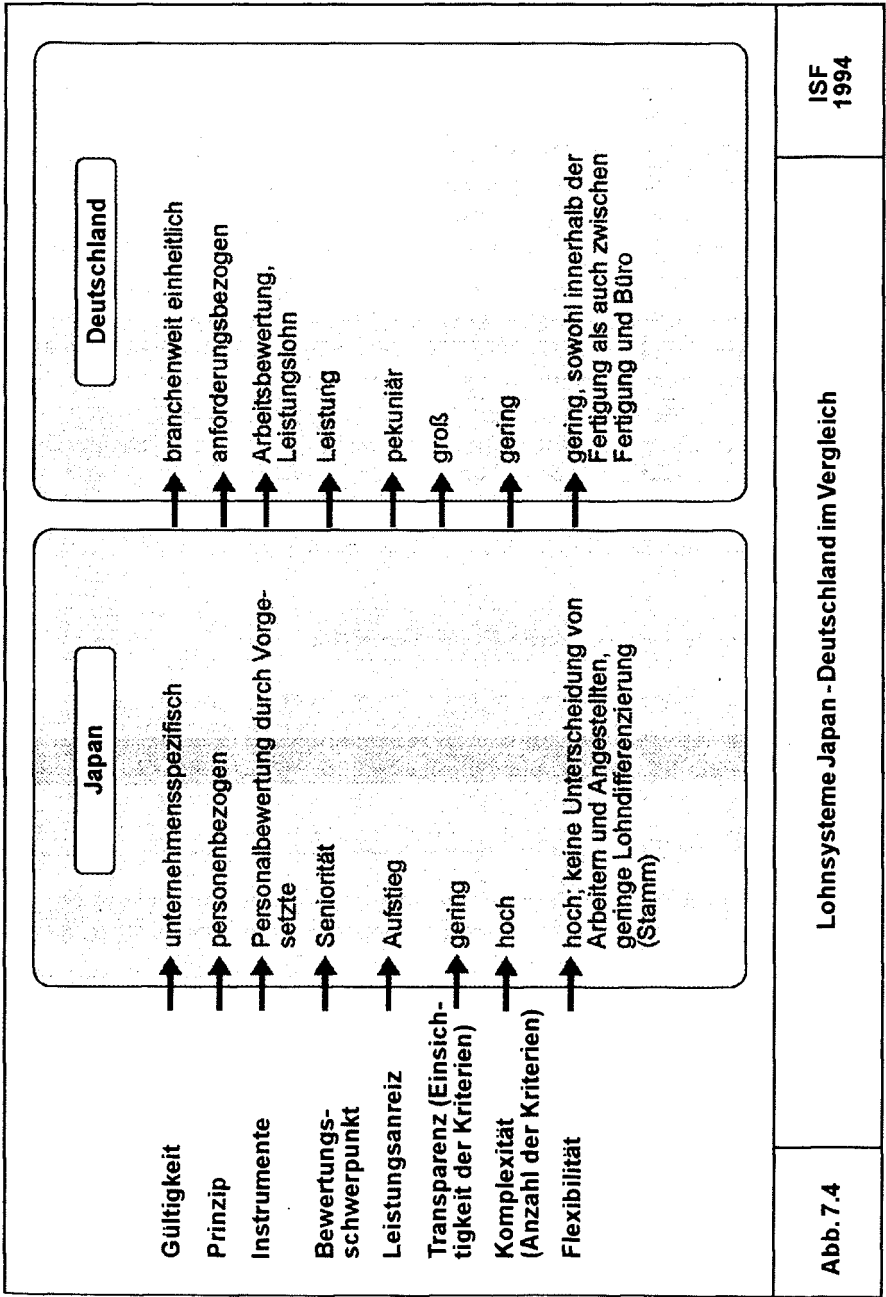 Japan
Deutschland
Gültigkeit
unternehmensspezifisch
branchenweit einheitlich
Prinzip
personenbezogen
anforderungsbezogen
Instrumente
Personalbewertung durch Vorge-
setzte
Arbeitsbewertung,
Leistungslohn
Bewertungs-
schwerpunkt
Seniorität
Leistung
Leistungsanreiz
Aufstieg
pekuniär
Transparenz (Einsich-
tigkeit der Kriterien)
gering
groß
Komplexität
(Anzahl der Kriterien)
hoch
gering
Flexibilität
hoch; keine Unterscheidung von
Arbeitern und Angestellten,
geringe Lohndifferenzierung
(Stamm)
gering, sowohl innerhalb der
Fertigung als auch zwischen
Fertigung und Büro
Abb. 7.4
Lohnsysteme Japan - Deutschland im Vergleich
ISF
1994